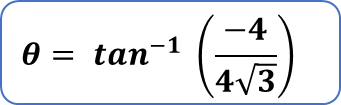 θ = tan⁻¹ (−4 / 4√3)